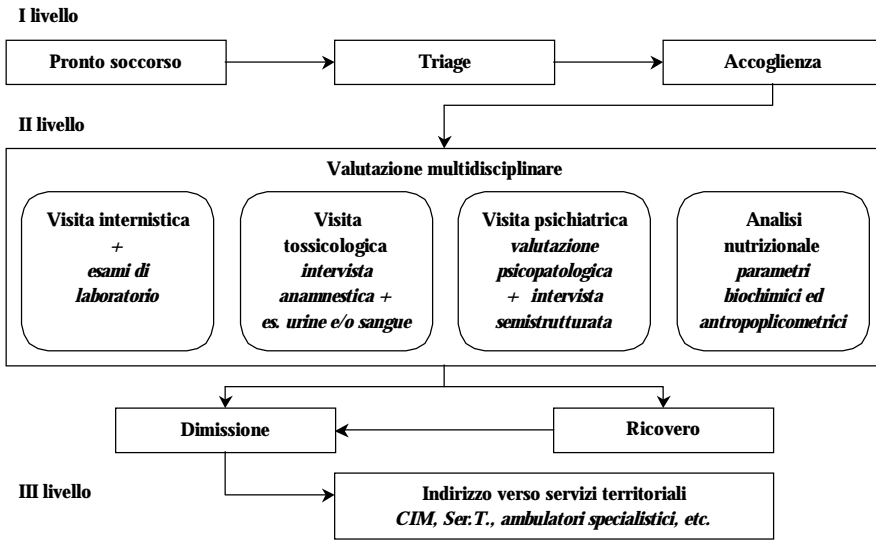 I livello
Pronto soccorso
Triage
Accoglienza
II livello
Valutazione multidisciplinare
Visita internistica
+
esami di
laboratorio
Visita
tossicologica
intervista
anamnestica +
es. urine e/o sangue
Visita psichiatrica
valutazione
psicopatologica
+ intervista
semistrutturata
Analisi
nutrizionale
parametri
biochimici ed
antropoplicometrici
Dimissione
Ricovero
III livello
Indirizzo verso servizi territoriali
CIM, Ser.T., ambulatori specialistici, etc.